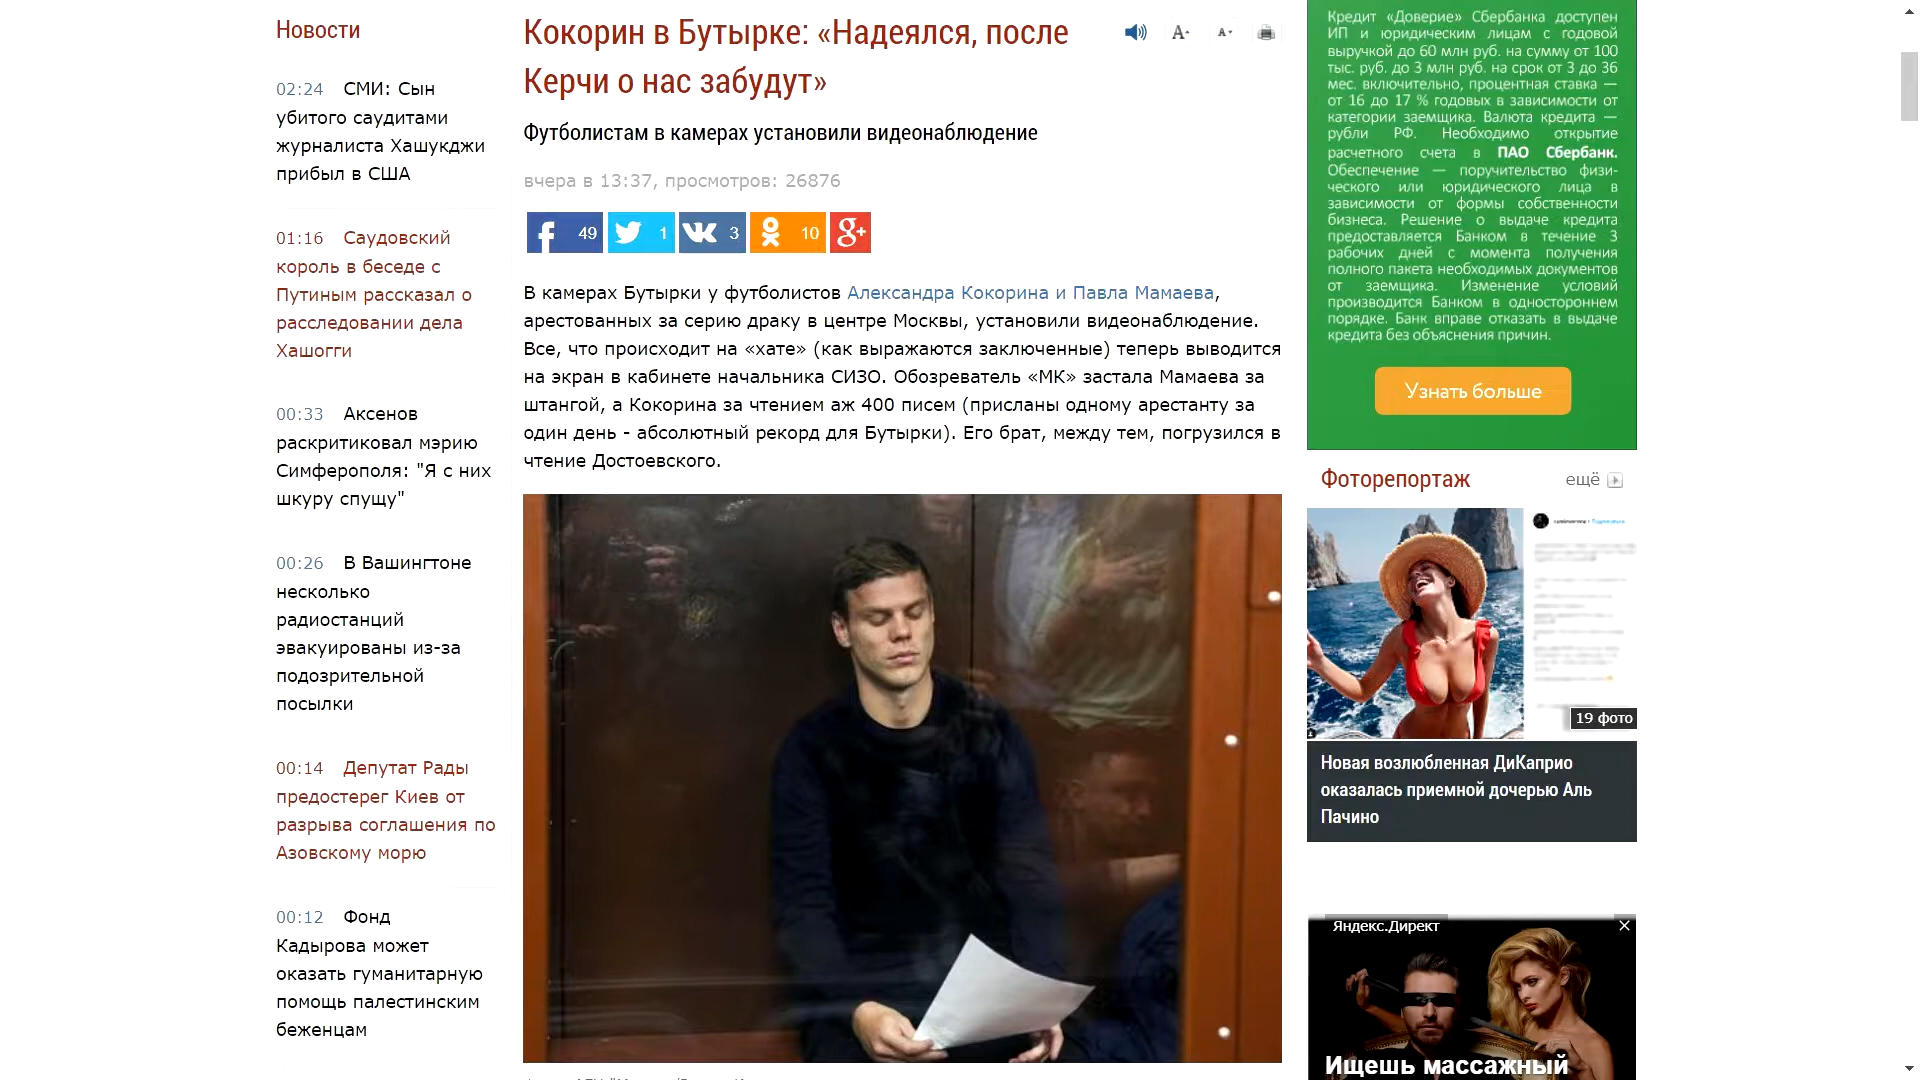 Новости
02:24 СМИ: Сын
убитого саудитами
журналиста Хашукджи
прибыл в США
01:16 Саудовский
король в беседе с
Путиным рассказал о
расследовании дела
Хашогги
00:33 Аксенов
раскритиковал мэрию
Симферополя: "Я с них
шкуру спущу"
00:26 В Вашингтоне
несколько
радиостанций
эвакуированы из-за
подозрительной
посылки
00:14 Депутат Рады
предостерег Киев от
разрыва соглашения по
Азовскому морю
00:12 Фонд
Кадырова может
оказать гуманитарную
помощь палестинским
беженцам
Кокорин в Бутырке: «Надеялся, после
Керчи о нас забудут»
A
A
Футболистам в камерах установили видеонаблюдение
вчера в 13:37, просмотров: 26876
49
1
3
10
g+
В камерах Бутырки у футболистов Александра Кокорина и Павла Мамаева,
арестованных за серию драку в центре Москвы, установили видеонаблюдение.
Все, что происходит на «хате» (как выражаются заключенные) теперь выводится
на экран в кабинете начальника СИЗО. Обозреватель «МК» застала Мамаева за
штангой, а Кокорина за чтением аж 400 писем (присланы одному арестанту за
один день - абсолютный рекорд для Бутырки). Его брат, между тем, погрузился в
чтение Достоевского.
Кредит «Доверие» Сбербанка доступен
ИП и юридическим лицам с годовой
выручкой до 60 млн руб. на сумму от 100
тыс. руб. до 3 млн руб. на срок от 3 до 36
мес. включительно, процентная ставка —
от 16 до 17 % годовых в зависимости от
категории заемщика. Валюта кредита —
рубли РФ. Необходимо открытие
расчетного счета в ПАО Сбербанк.
Обеспечение — поручительство физи-
ческого или юридического лица в
зависимости от формы собственности
бизнеса. Решение о выдаче кредита
предоставляется Банком в течение 3
рабочих дней с момента получения
полного пакета необходимых документов
от заемщика. Изменение условий
производится Банком в одностороннем
порядке. Банк вправе отказать в выдаче
кредита без объяснения причин.
Узнать больше
Фоторепортаж
ещё
19 фото
Новая возлюбленная ДиКаприо
оказалась приемной дочерью Аль
Пачино
Яндекс.Директ
Ищешь массажный